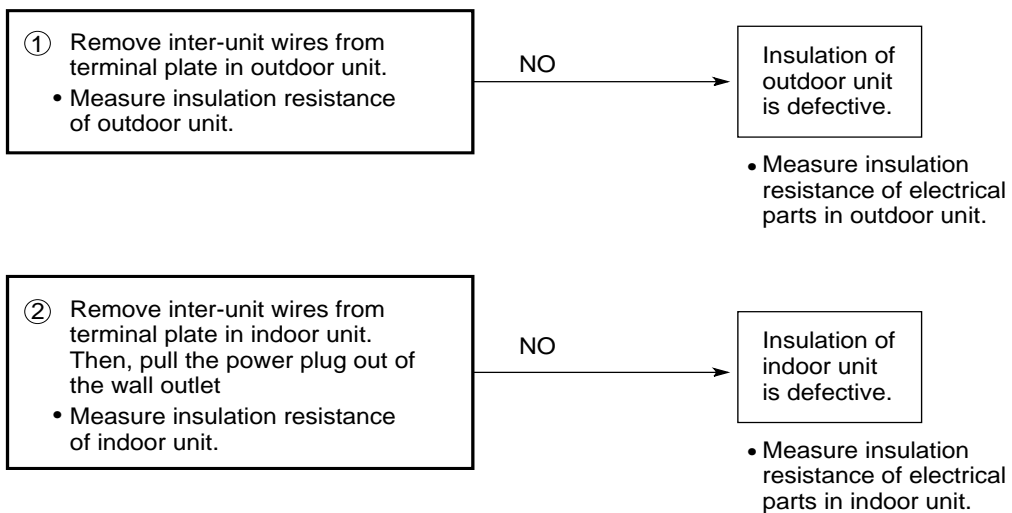 ① Remove inter-unit wires from
terminal plate in outdoor unit.
• Measure insulation resistance
of outdoor unit.
NO
Insulation of
outdoor unit
is defective.
• Measure insulation
resistance of electrical
parts in outdoor unit.
② Remove inter-unit wires from
terminal plate in indoor unit.
Then, pull the power plug out of
the wall outlet
• Measure insulation resistance
of indoor unit.
NO
Insulation of
indoor unit
is defective.
• Measure insulation
resistance of electrical
parts in indoor unit.